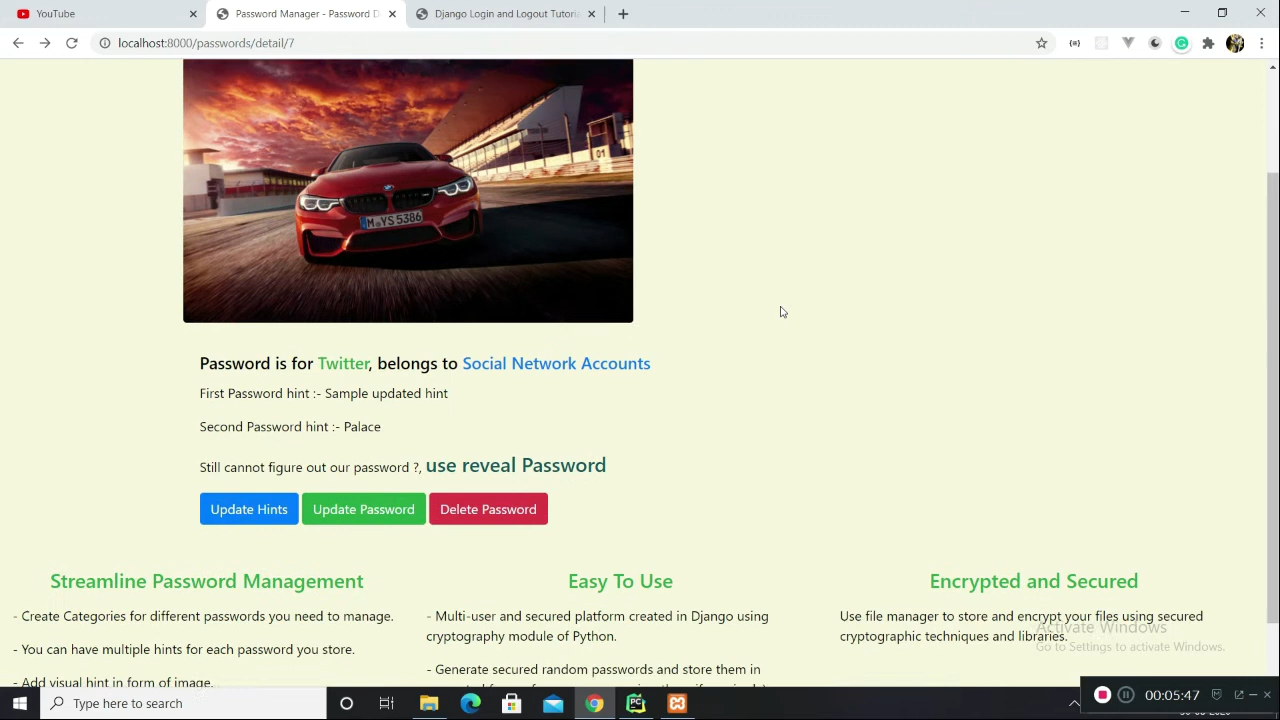 YouTube
Password Manager - Password D
Django Login and Logout Tutoria
localhost:8000/passwords/detail/7
01
M YS 5386
Password is for Twitter, belongs to Social Network Accounts
First Password hint :- Sample updated hint
Second Password hint :- Palace
Still cannot figure out our password ?, use reveal Password
Update Hints
Update Password
Delete Password
Streamline Password Management
Easy To Use
Encrypted and Secured
- Create Categories for different passwords you need to manage.
- You can have multiple hints for each password you store.
- Add visual hint in form of image.
- Multi-user and secured platform created in Django using
cryptography module of Python.
- Generate secured random passwords and store them in
Use file manager to store and encrypt your files using secured
cryptographic techniques and libraries.
Activate Windows
Go to Settings to activate Windows.
Type here to search
PC
00:05:47